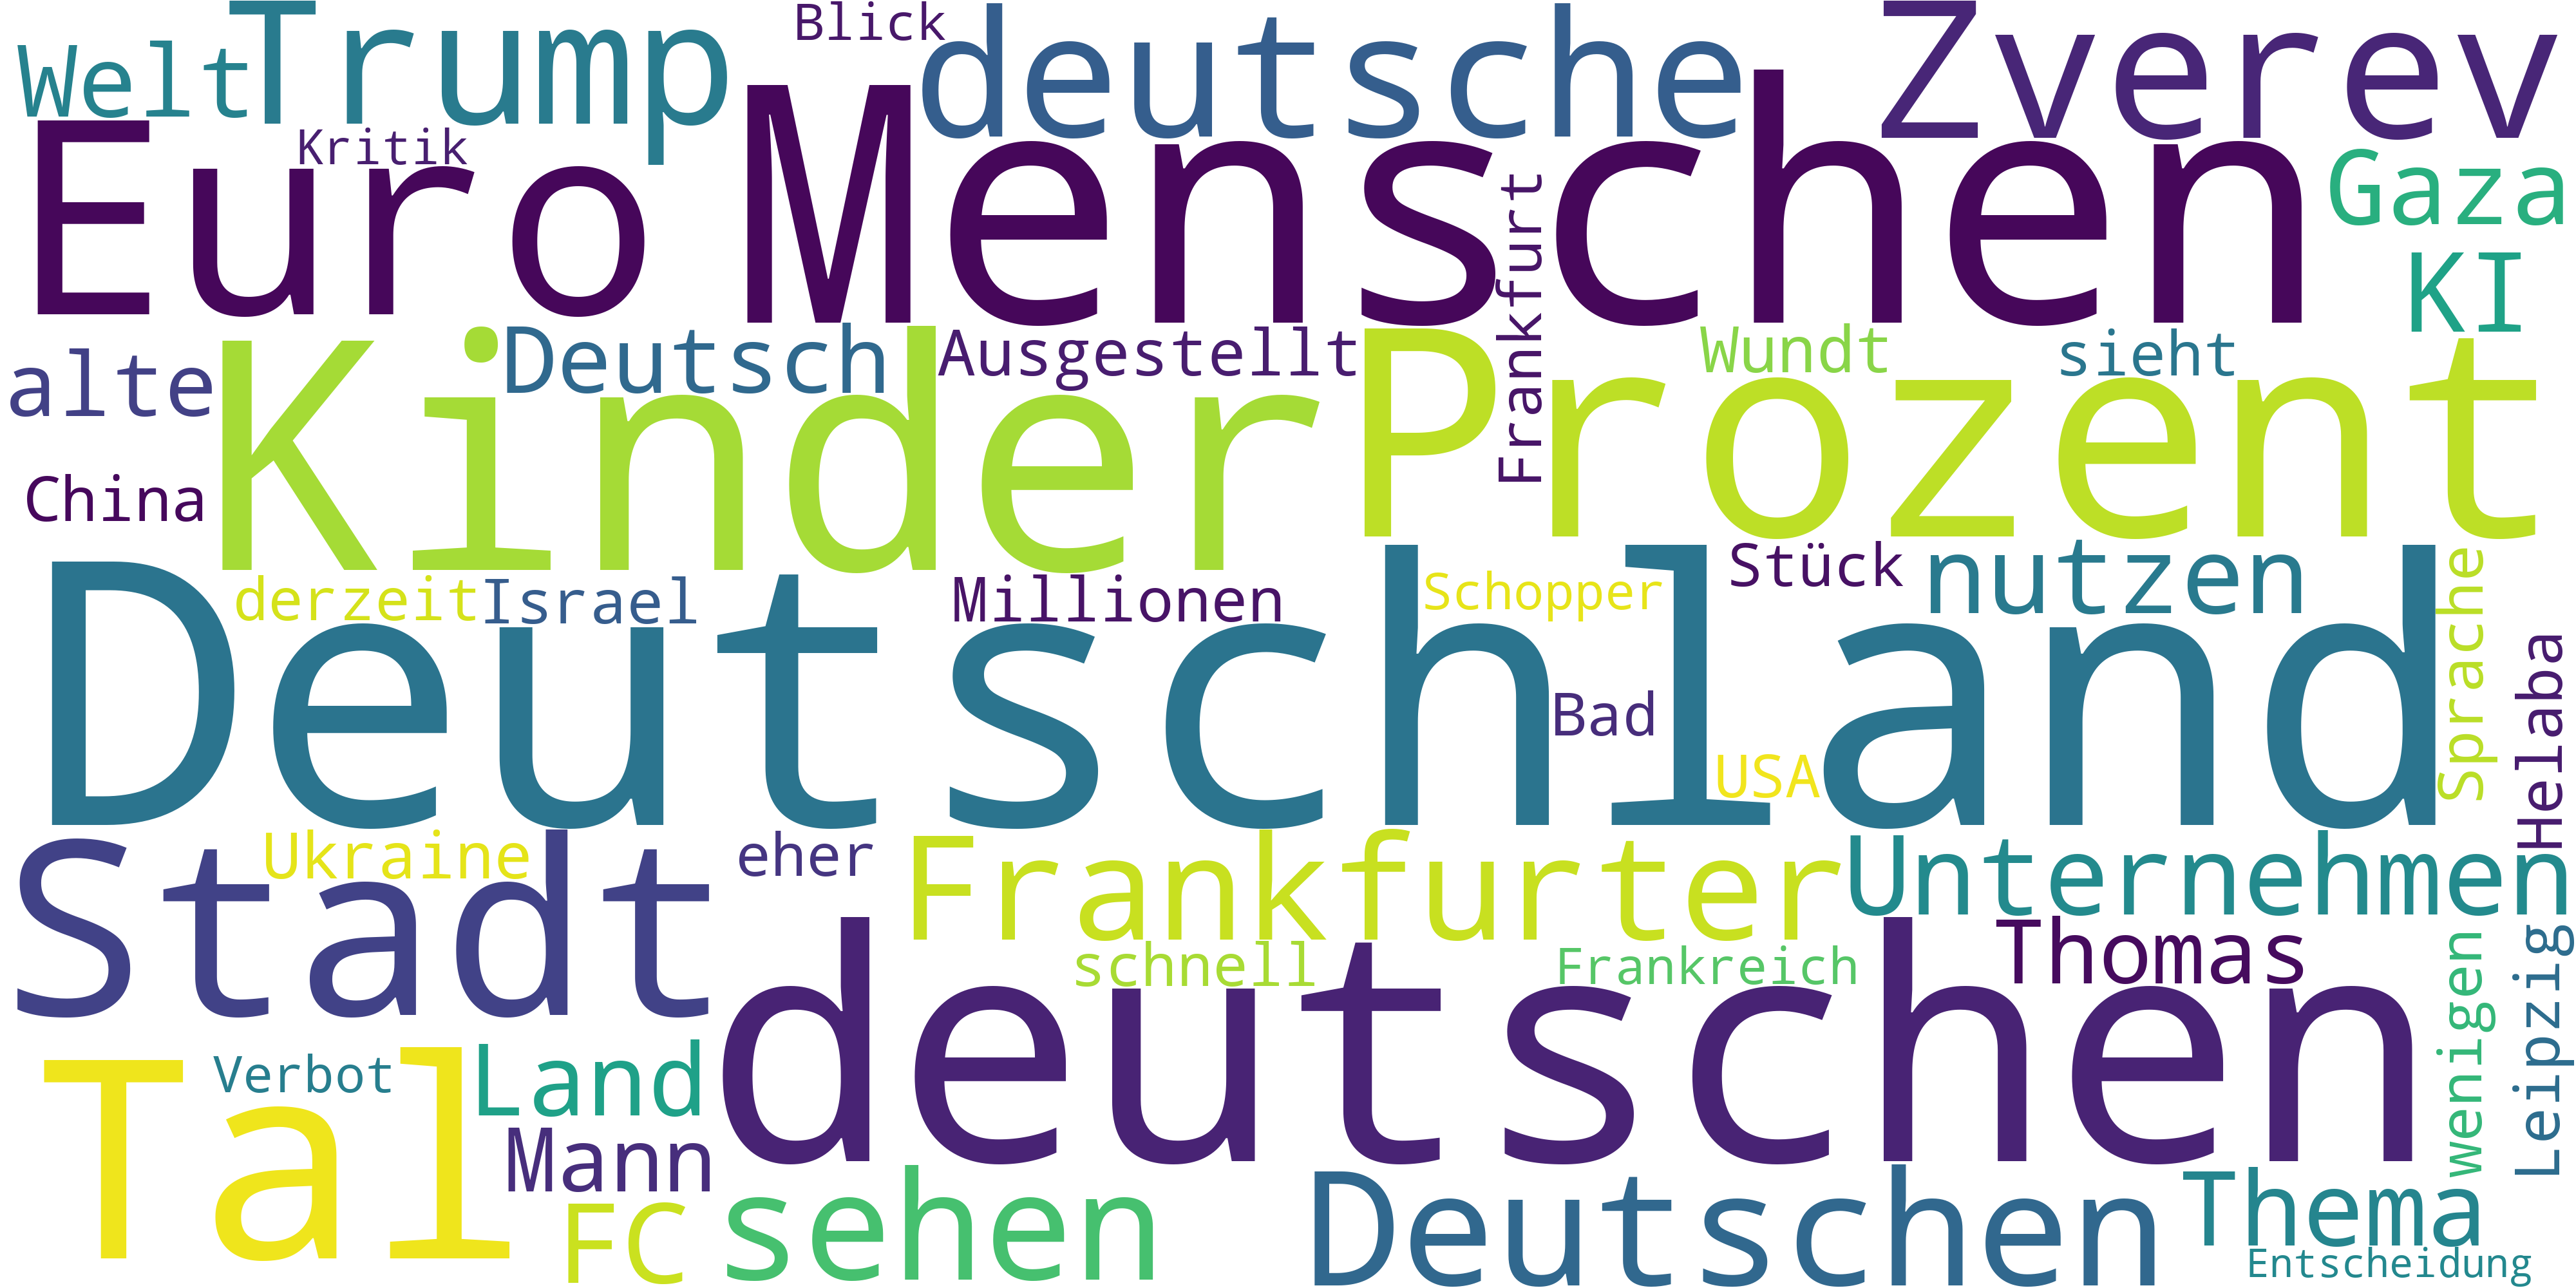 Welt
Trump
Blick
deutsche
Zverev
Kritik
Euro
Menschen
Gaza
Frankfurt
KI
alte
Deutsch
Ausgestellt
Wundt
sieht
China
Kinder
Prozent
derzeit
Israel
Millionen
Schopper
Stück
nutzen
Sprache
Deutschland
Bad
USA
Helaba
Stadt
Ukraine
eher
Frankfurter
Unternehmen
schnell
Frankreich
Thomas
wenigen
Leipzig
Tal
Verbot
Land
deutschen
Mann
FC
sehen
Deutschen
Thema
Entscheidung